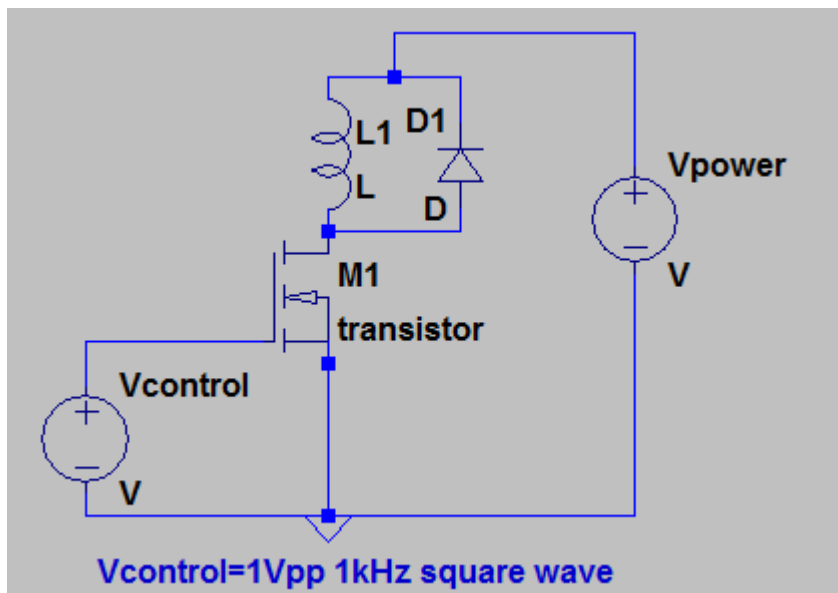 L1
D1
Vpower
L
D
V
M1
transistor
Vcontrol
V
Vcontrol=1Vpp 1kHz square wave